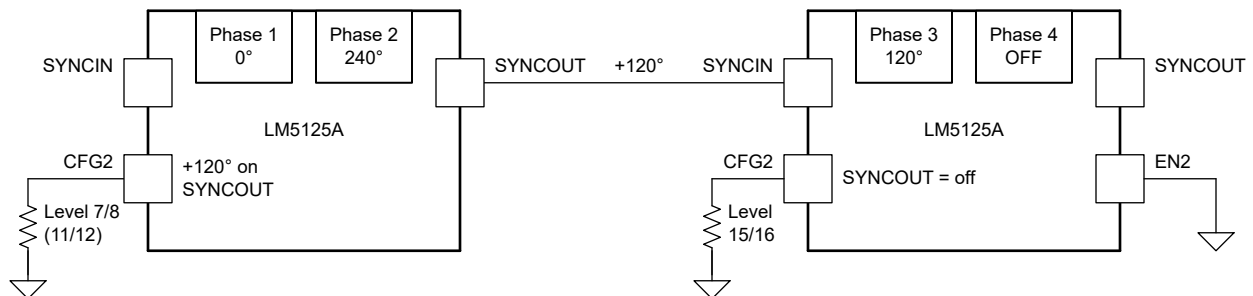 Phase 1
0°
Phase 2
240°
SYNCIN
SYNCOUT
LM5125A
CFG2
+120° on
SYNCOUT
Level 7/8
(11/12)
+120°
SYNCIN
Phase 3
120°
Phase 4
OFF
SYNCOUT
LM5125A
CFG2
SYNCOUT = off
EN2
Level
15/16